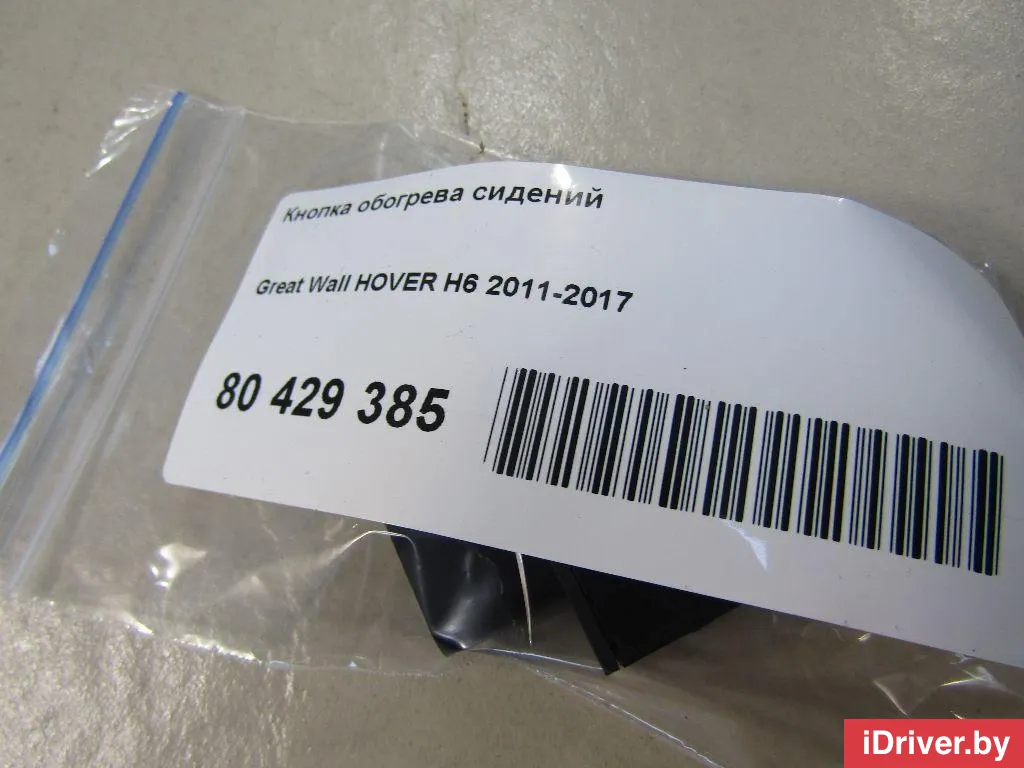 Кнопка обогрева сидений
Great Wall HOVER H6 2011-2017
80 429 385
iDriver.by